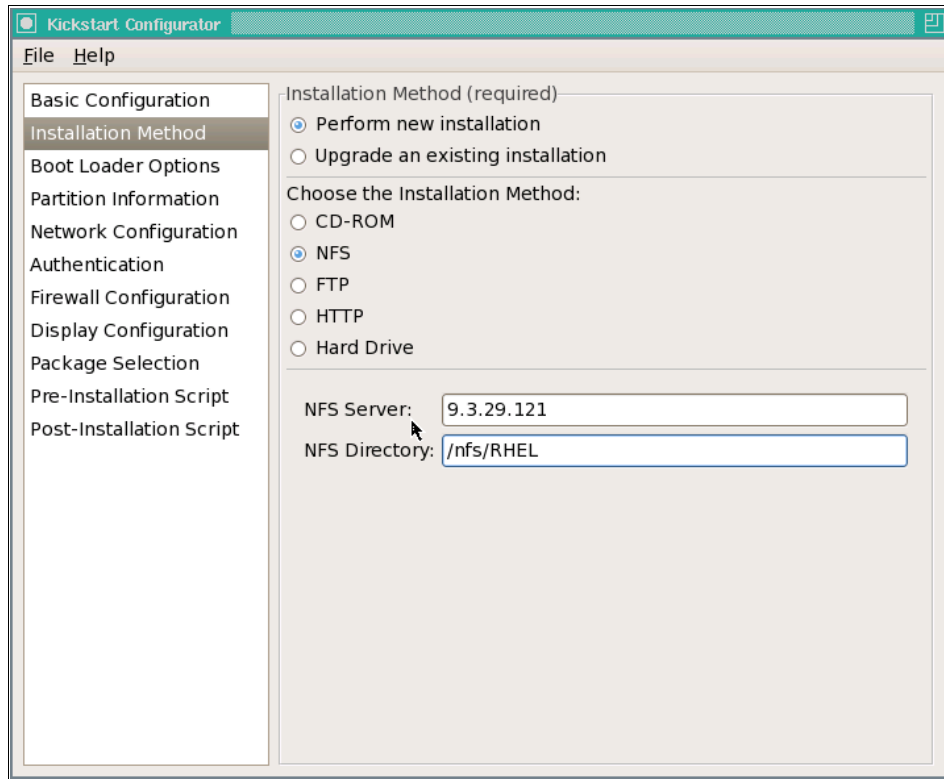 Kickstart Configurator
File Help
Basic Configuration
Installation Method
Boot Loader Options
Partition Information
Network Configuration
Authentication
Firewall Configuration
Display Configuration
Package Selection
Pre-Installation Script
Post-Installation Script
Installation Method (required)
Perform new installation
Upgrade an existing installation
Choose the Installation Method:
CD-ROM
NFS
FTP
HTTP
Hard Drive
NFS Server: 9.3.29.121
NFS Directory: /nfs/RHEL